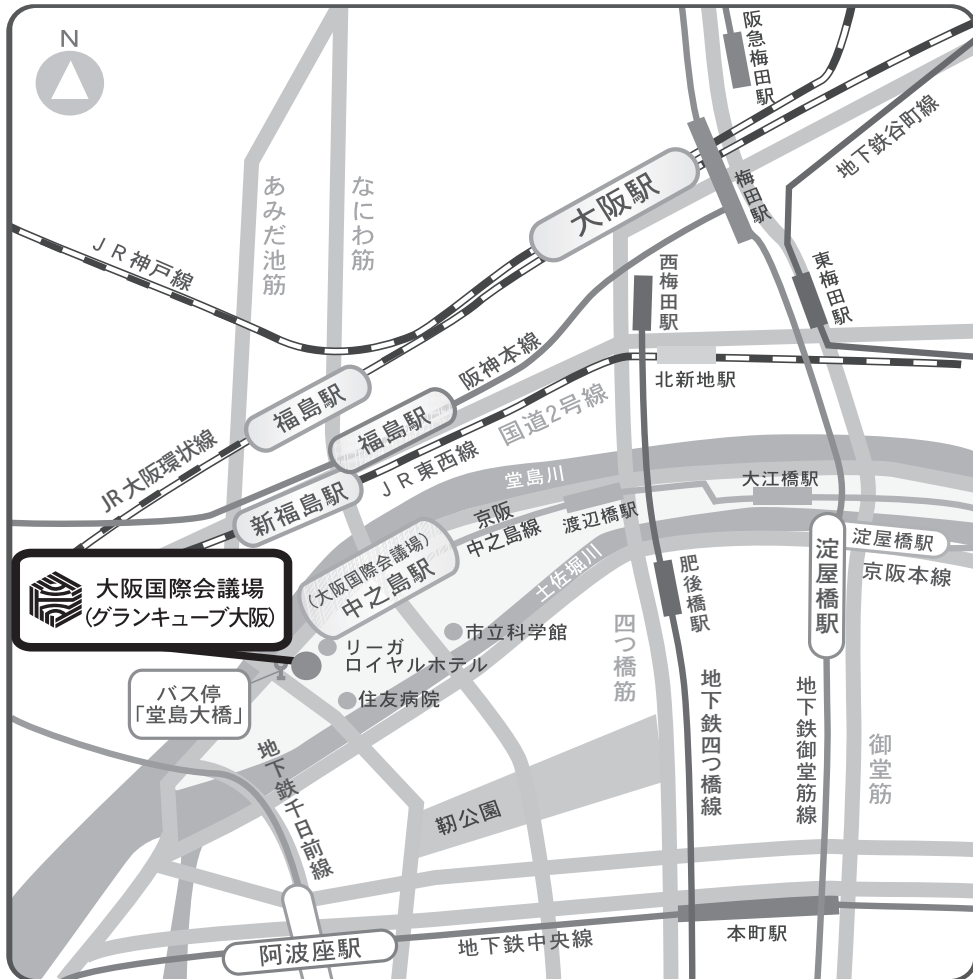 N
阪急梅田駅
地下鉄谷町線
大阪駅
梅田駅
あみだ池筋
なにわ筋
JR神戸線
西梅田駅
東梅田駅
阪神本線
北新地駅
福島駅
福島駅
国道2号線
JR大阪環状線
JR東西線
新福島駅
堂島川
大江橋駅
京阪
中之島線
渡辺橋駅
淀屋橋駅
淀屋橋駅
京阪本線
(大阪国際会議場)
中之島駅
土佐堀川
肥後橋駅
大阪国際会議場
(グランキューブ大阪)
市立科学館
リーガ
ロイヤルホテル
四つ橋筋
バス停
「堂島大橋」
住友病院
地下鉄四つ橋線
地下鉄御堂筋線
御堂筋
地下鉄千日前線
靭公園
阿波座駅
地下鉄中央線
本町駅